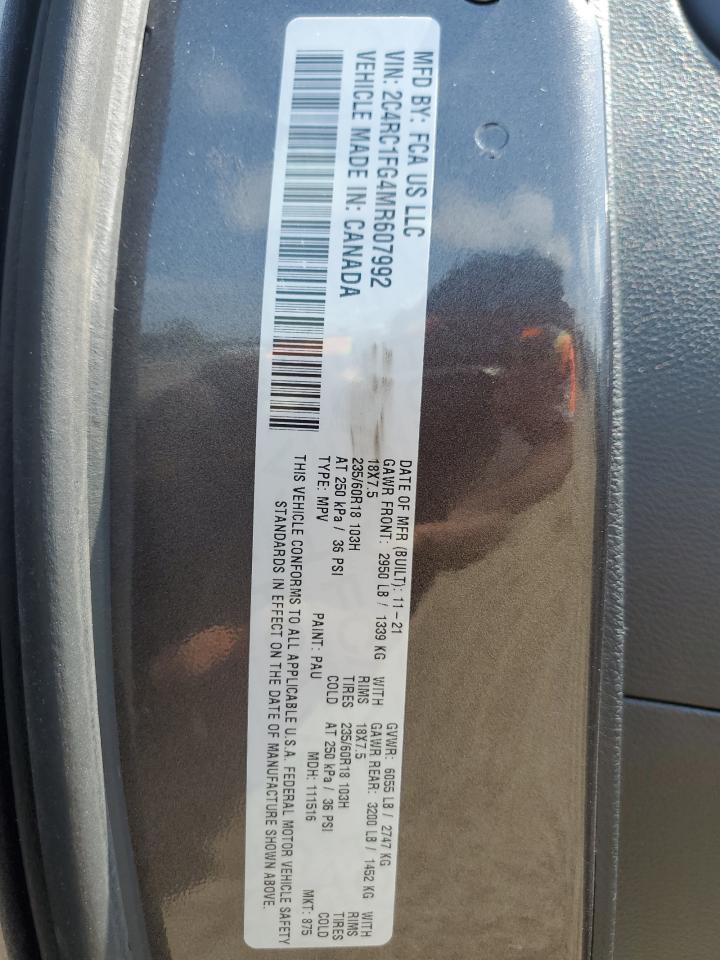 MFD BY: FCA US LLC
VIN: 2C4RC1FG4MR607992
VEHICLE MADE IN: CANADA
DATE OF MFR (BUILT): 11-21 GVWR: 6055 LB / 2747 KG
GAWR FRONT: 2950 LB / 1339 KG WITH GAWR REAR: 3200 LB / 1452 KG WITH
18X7.5 RIMS 18X7.5 RIMS
235/60R18 103H TIRES 235/60R18 103H TIRES
AT 250 kPa / 36 PSI COLD AT 250 kPa / 36 PSI COLD
TYPE: MPV PAINT: PAU MDH: 111516 MKT: 875
THIS VEHICLE CONFORMS TO ALL APPLICABLE U.S.A. FEDERAL MOTOR VEHICLE SAFETY
STANDARDS IN EFFECT ON THE DATE OF MANUFACTURE SHOWN ABOVE.